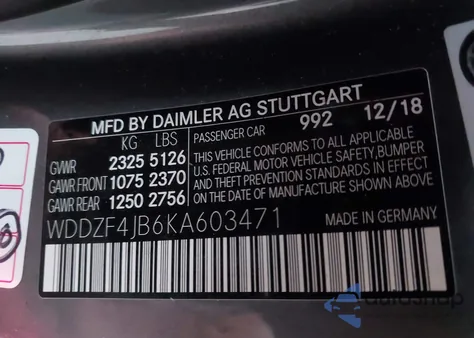 MFD BY DAIMLER AG STUTTGART
KG LBS
GVWR 2325 5126
GAWR FRONT 1075 2370
GAWR REAR 1250 2756
PASSENGER CAR 992 12/18
THIS VEHICLE CONFORMS TO ALL APPLICABLE
U.S. FEDERAL MOTOR VEHICLE SAFETY, BUMPER
AND THEFT PREVENTION STANDARDS IN EFFECT
ON THE DATE OF MANUFACTURE SHOWN ABOVE.
WDDZF4JB6KA603471
MADE IN GERMANY
autoshop